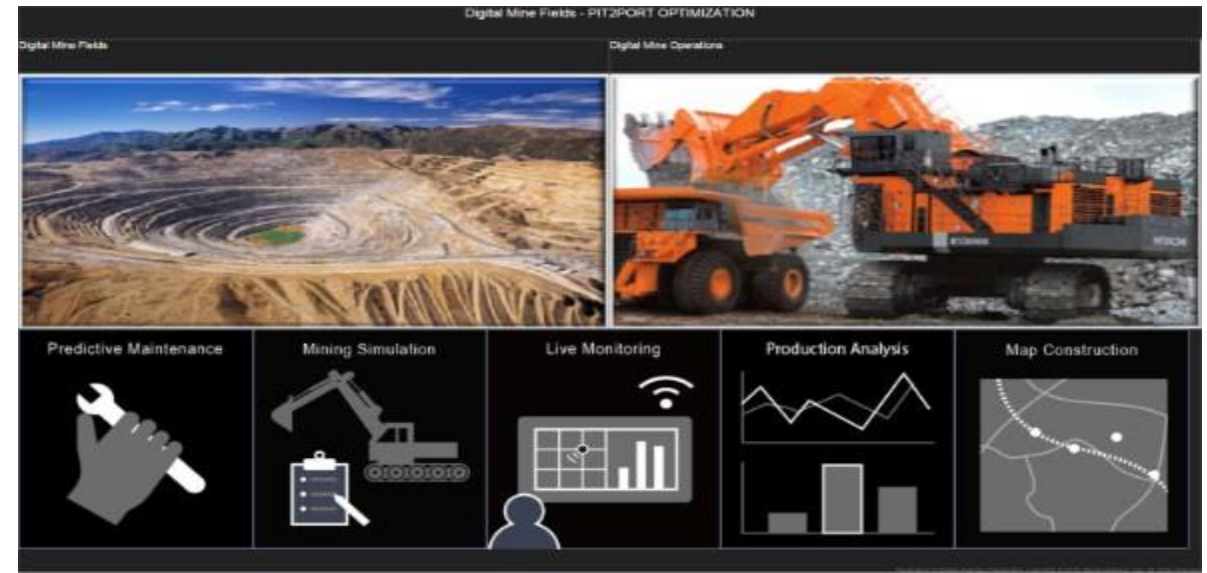 Digital Mine Fields - PIT2PORT OPTIMIZATION
Digital Mine Fields
Digital Mine Operations
HITACHI
Predictive Maintenance
Mining Simulation
Live Monitoring
Production Analysis
Map Construction